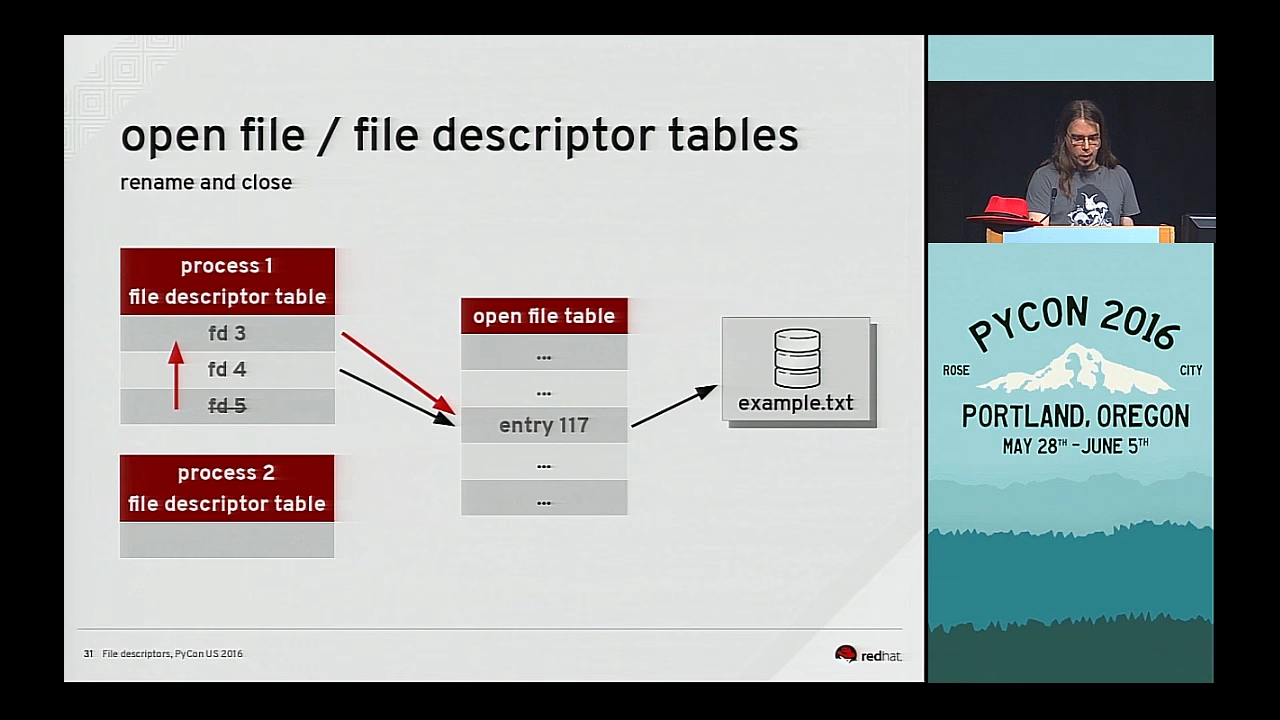 open file / file descriptor tables
rename and close
process 1
file descriptor table
fd 3
fd 4
fd 5
process 2
file descriptor table
open file table
...
...
entry 117
...
...
example.txt
31 File descriptors, PyCon US 2016
redhat.
PYCON 2016
ROSE CITY
PORTLAND, OREGON
MAY 28TH - JUNE 5TH